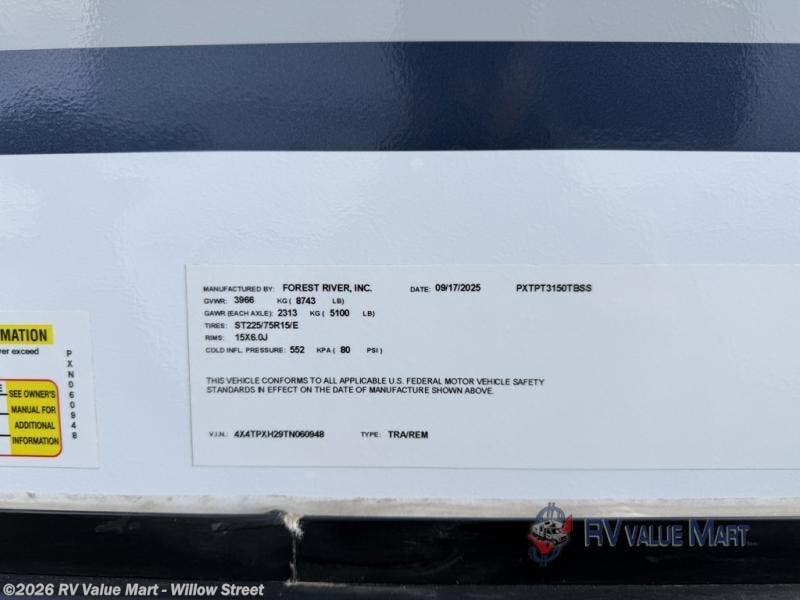 MANUFACTURED BY: FOREST RIVER, INC. DATE: 09/17/2025 PXTPT3150TBSS
GVWR: 3966 KG ( 8743 LB)
GAWR (EACH AXLE): 2313 KG ( 5100 LB)
TIRES: ST225/75R15/E
RIMS: 15X6.0J
COLD INFL. PRESSURE: 552 KPA ( 80 PSI)
THIS VEHICLE CONFORMS TO ALL APPLICABLE U.S. FEDERAL MOTOR VEHICLE SAFETY
STANDARDS IN EFFECT ON THE DATE OF MANUFACTURE SHOWN ABOVE.
V.I.N.: 4X4TPXH29TN060948 TYPE: TRA/REM
MATION
ver exceed
SEE OWNER'S
MANUAL FOR
ADDITIONAL
INFORMATION
PXN060948
RV VALUE MART
©2026 RV Value Mart - Willow Street